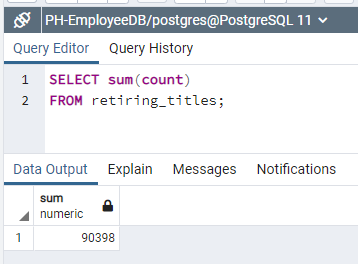 PH-EmployeeDB/postgres@PostgreSQL 11
Query Editor Query History
1 SELECT sum(count)
2 FROM retiring_titles;
Data Output Explain Messages Notifications
sum
numeric
1 90398